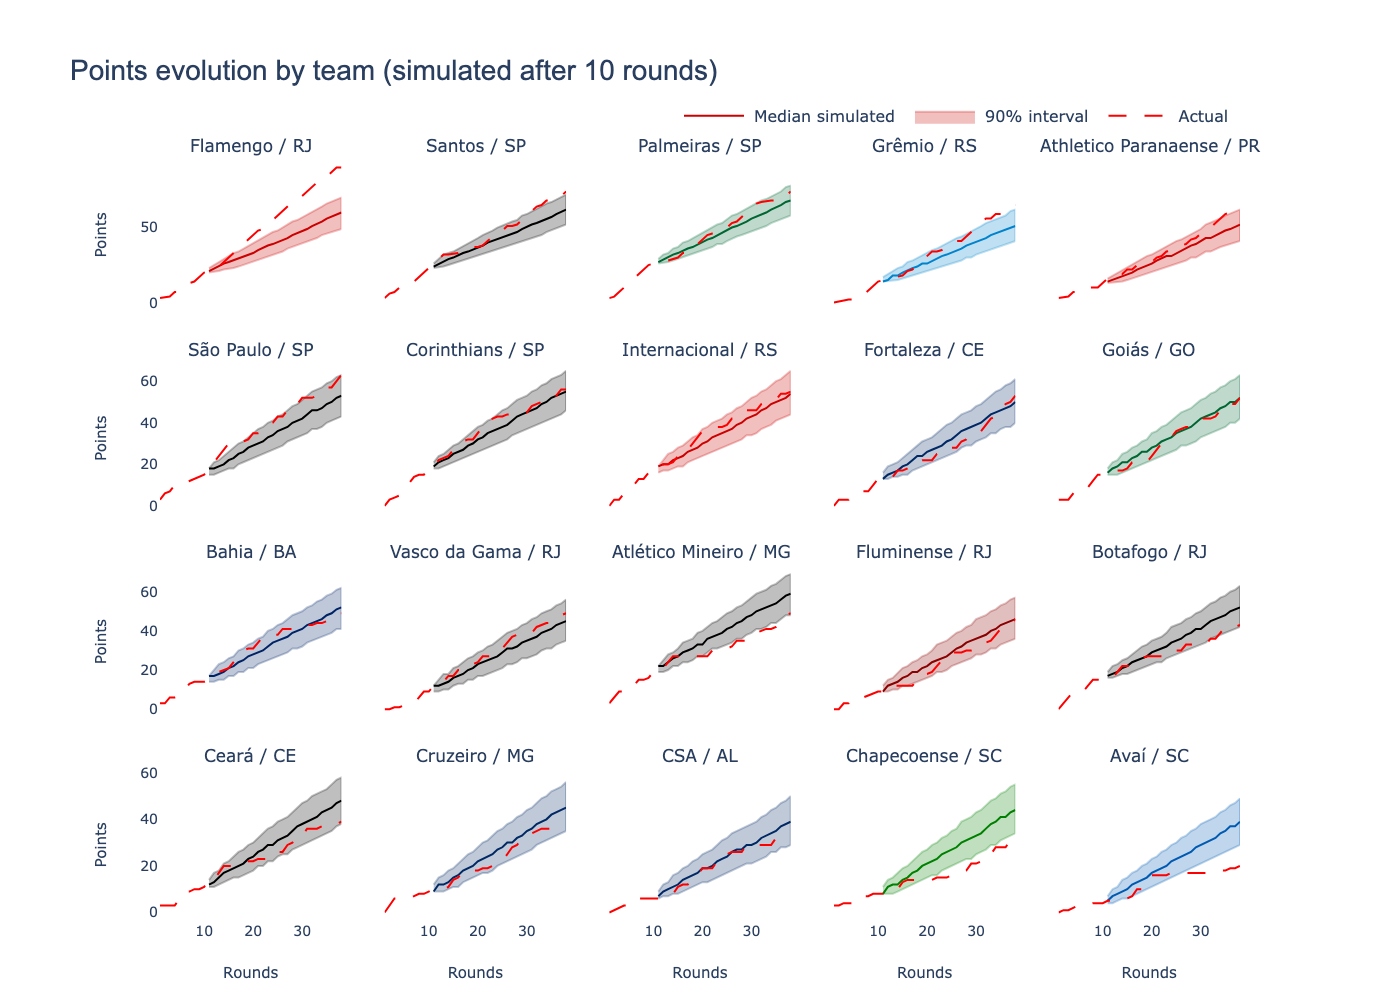 Points evolution by team (simulated after 10 rounds)
Median simulated 90% interval Actual
Flamengo / RJ Santos / SP Palmeiras / SP Grêmio / RS Athletico Paranaense / PR
Points
50
0
São Paulo / SP Corinthians / SP Internacional / RS Fortaleza / CE Goiás / GO
Points
60
40
20
0
Bahia / BA Vasco da Gama / RJ Atlético Mineiro / MG Fluminense / RJ Botafogo / RJ
Points
60
40
20
0
Ceará / CE Cruzeiro / MG CSA / AL Chapecoense / SC Avaí / SC
Points
60
40
20
0
10 20 30 10 20 30 10 20 30 10 20 30 10 20 30
Rounds Rounds Rounds Rounds Rounds